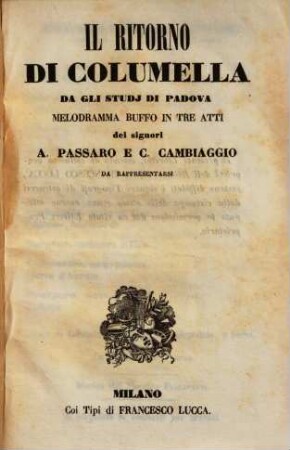 IL RITORNO
DI COLUMELLA
DA GLI STUDJ DI PADOVA
MELODRAMMA BUFFO IN TRE ATTI
dei signori
A. PASSARO E C. CAMBIAGGIO
DA RAPPRESENTARSI
MILANO
Coi Tipi di FRANCESCO LUCCA.